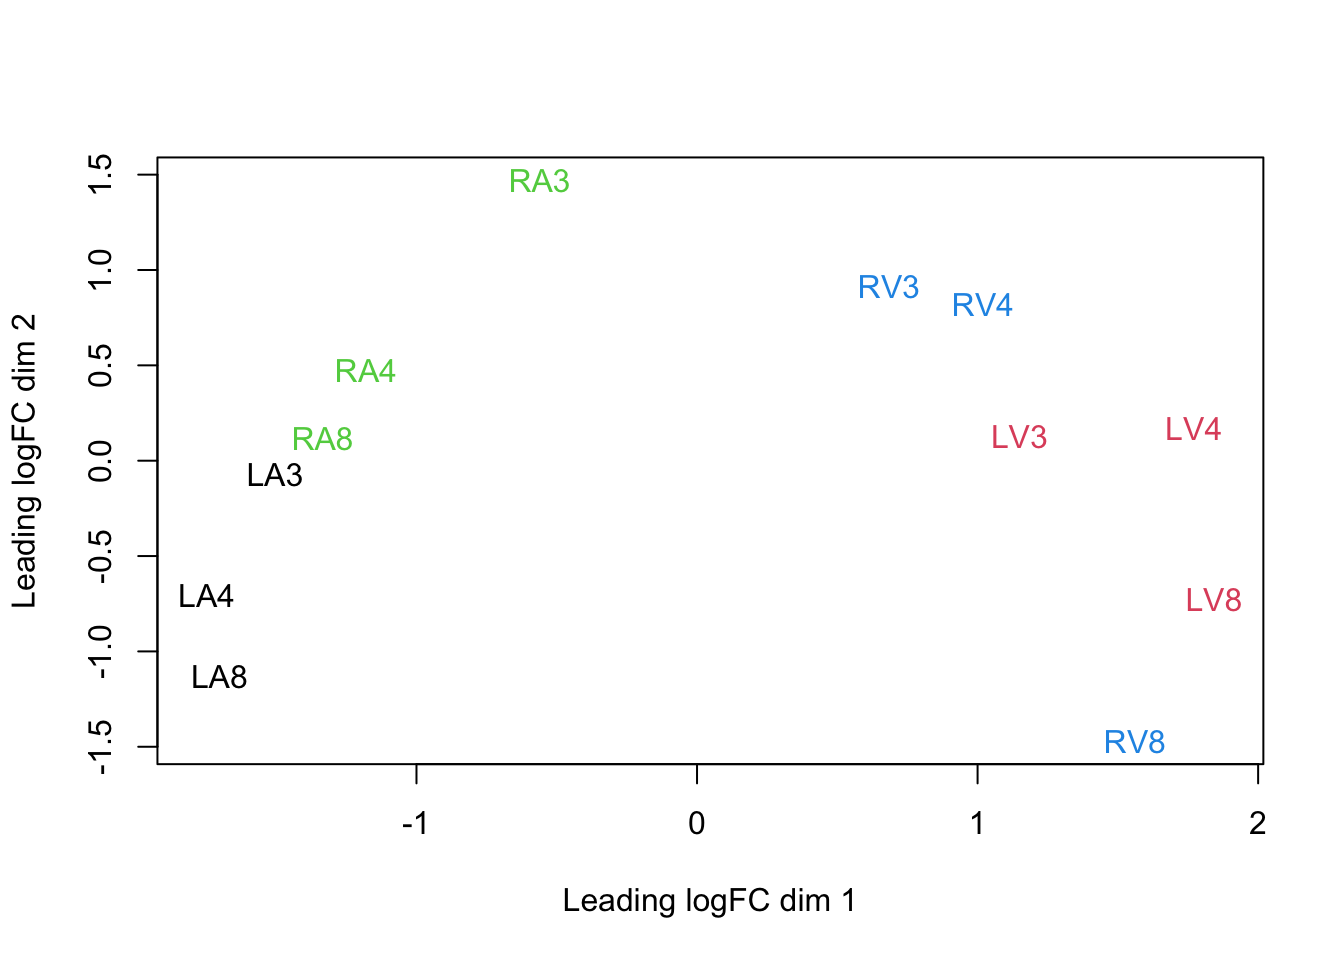 Leading logFC dim 2
1.5
1.0
0.5
0.0
-0.5
-1.0
-1.5
RA3
RV3
RV4
RA4
RA8
LA3
LV3
LV4
LA4
LV8
LA8
RV8
-1 0 1 2
Leading logFC dim 1